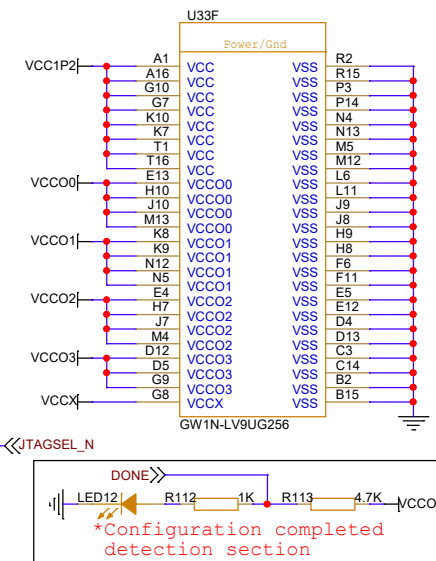 U33F
Power/Gnd
VCC1P2 A1 VCC VSS R2
A16 VCC VSS R15
G10 VCC VSS P3
G7 VCC VSS P14
K10 VCC VSS N4
K7 VCC VSS N13
T1 VCC VSS M5
T16 VCC VSS M12
VCCO0 E13 VCCO0 VSS L6
H10 VCCO0 VSS L11
J10 VCCO0 VSS J9
M13 VCCO0 VSS J8
VCCO1 K8 VCCO1 VSS H9
K9 VCCO1 VSS H8
N12 VCCO1 VSS F6
N5 VCCO1 VSS F11
VCCO2 E4 VCCO2 VSS E5
H7 VCCO2 VSS E12
J7 VCCO2 VSS D4
M4 VCCO2 VSS D13
VCCO3 D12 VCCO3 VSS C3
D5 VCCO3 VSS C14
G9 VCCO3 VSS B2
VCCX G8 VCCX VSS B15
GW1N-LV9UG256
JTAGSEL_N
DONE
LED12 R112 1K R113 4.7K VCCO
*Configuration completed
detection section